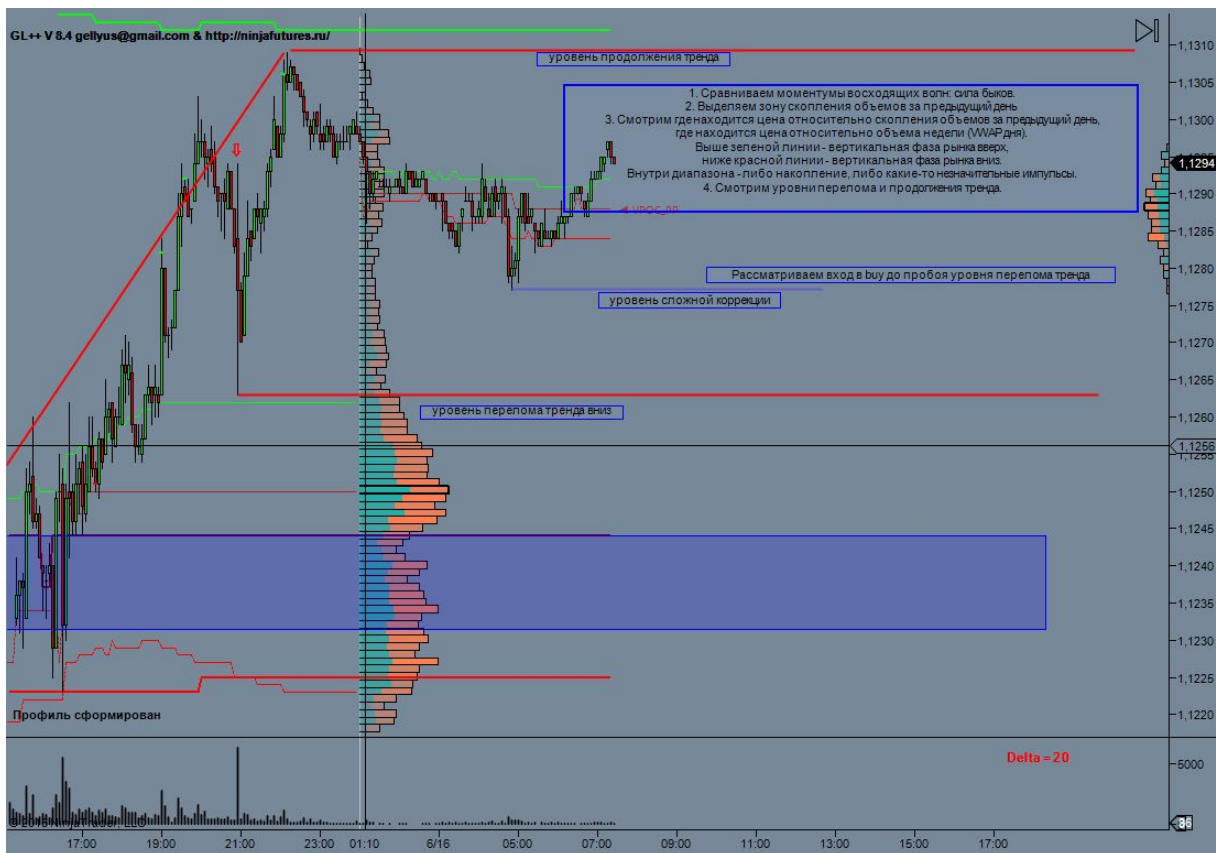 GL++ V 8.4 gellyus@gmail.com & http://ninjafutures.ru/
уровень продолжения тренда
1. Сравниваем моментумы восходящих волн: сила быков.
2. Выделяем зону скопления объемов за предыдущий день
3. Смотрим где находится цена относительно скопления объемов за предыдущий день,
где находится цена относительно объема недели (VWAP дня).
Выше зеленой линии - вертикальная фаза рынка вверх,
ниже красной линии - вертикальная фаза рынка вниз.
Внутри диапазона - либо накопление, либо какие-то незначительные импульсы.
4. Смотрим уровни перелома и продолжения тренда.
Рассматриваем вход в buy до пробоя уровня перелома тренда
уровень сложной коррекции
уровень перелома тренда вниз
Профиль сформирован
Delta = 20
1,1310
1,1305
1,1300
1,1294
1,1290
1,1285
1,1280
1,1275
1,1270
1,1265
1,1260
1,1256
1,1250
1,1245
1,1240
1,1235
1,1230
1,1225
1,1220
5000
17:00 19:00 21:00 23:00 01:10 6/16 05:00 07:00 09:00 11:00 13:00 15:00 17:00